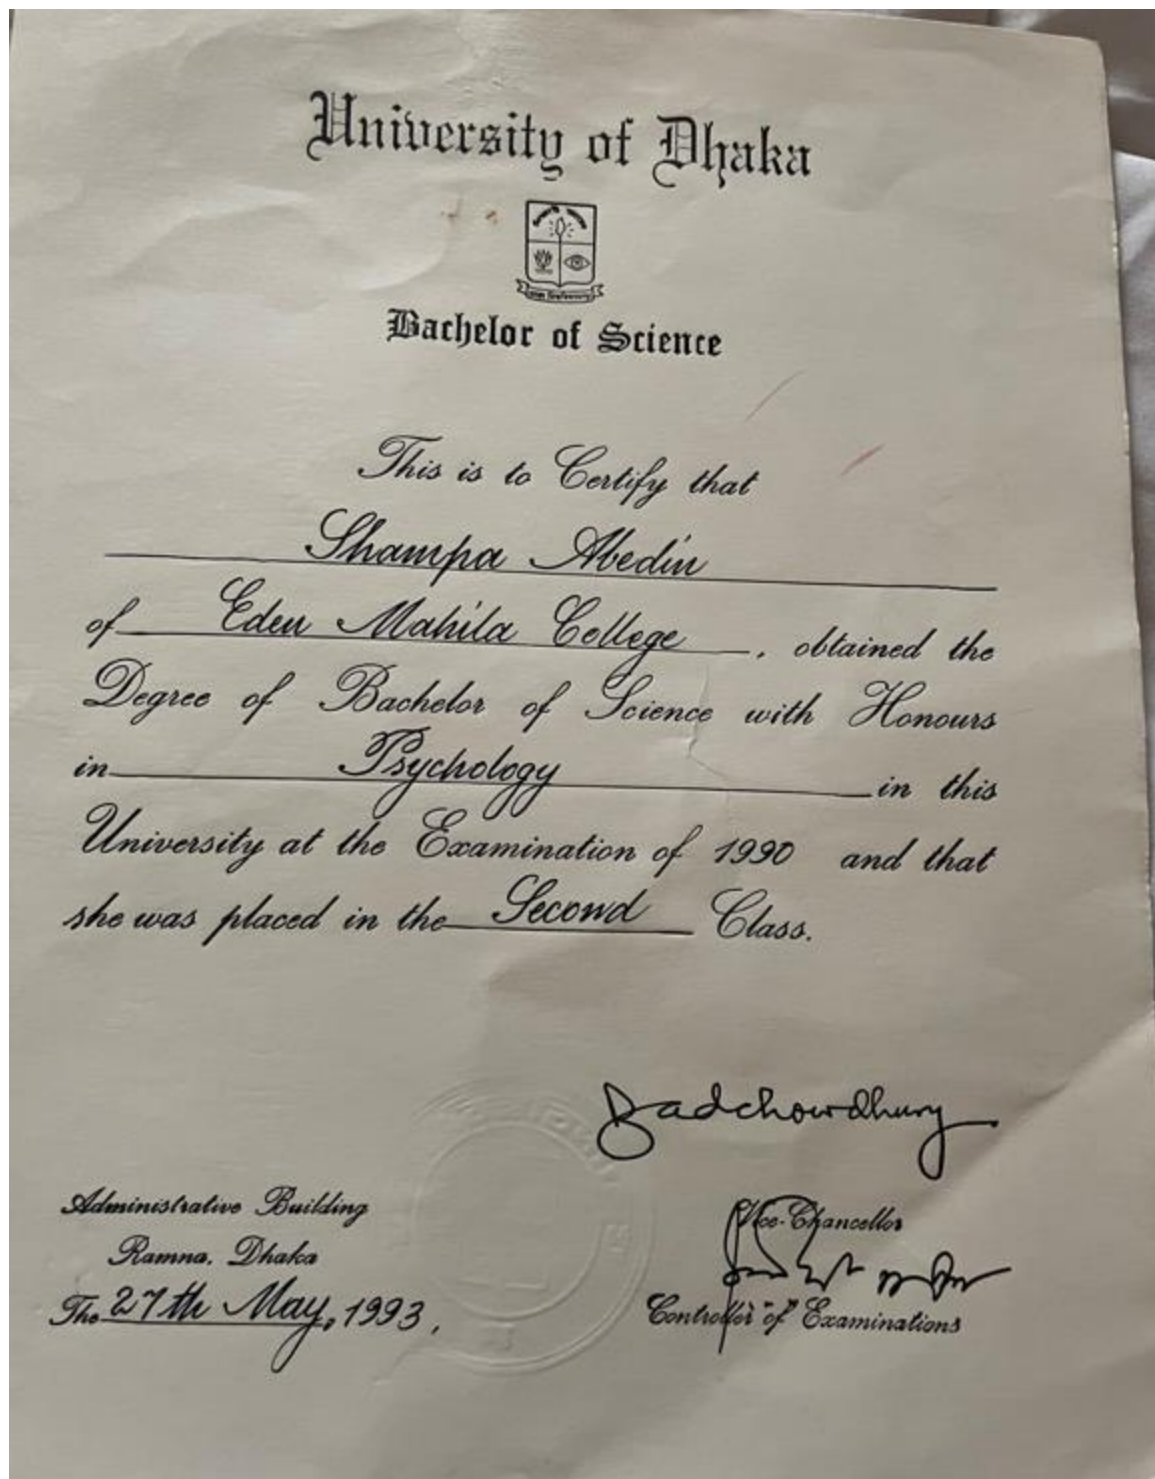 University of Dhaka
Bachelor of Science
This is to Certify that
Shampa Abedin
of Eden Mahila College, obtained the
Degree of Bachelor of Science with Honours
in Psychology in this
University at the Examination of 1990 and that
she was placed in the Second Class.
Administrative Building
Ramna, Dhaka
The 27th May, 1993,
Vice-Chancellor
Controller of Examinations